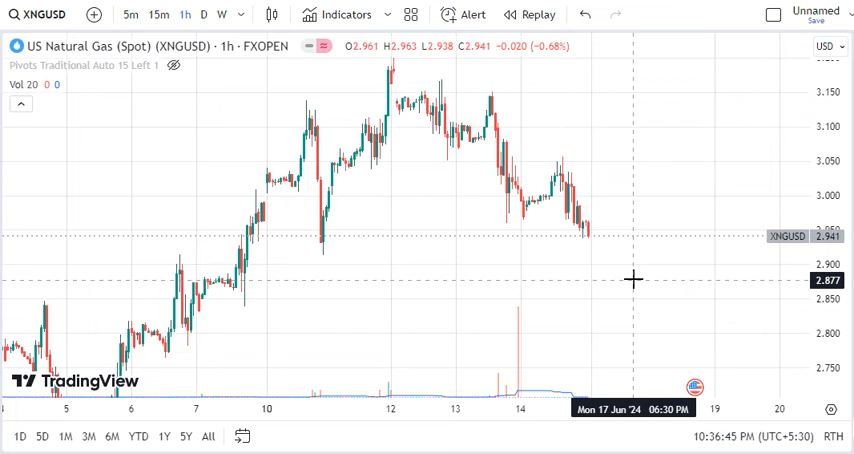 XNGUSD 5m 15m 1h D W Indicators Alert Replay Unnamed
Save
US Natural Gas (Spot) (XNGUSD) · 1h · FXOPEN O2.961 H2.963 L2.938 C2.941 -0.020 (-0.68%) USD
Pivots Traditional Auto 15 Left 1
Vol 20 0 0
3.150
3.100
3.050
3.000
2.950
XNGUSD 2.941
2.900
2.877
2.850
2.800
2.750
TradingView
5 6 7 10 12 13 14 Mon 17 Jun '24 06:30 PM 19 20
1D 5D 1M 3M 6M YTD 1Y 5Y All 10:36:45 PM (UTC+5:30) RTH